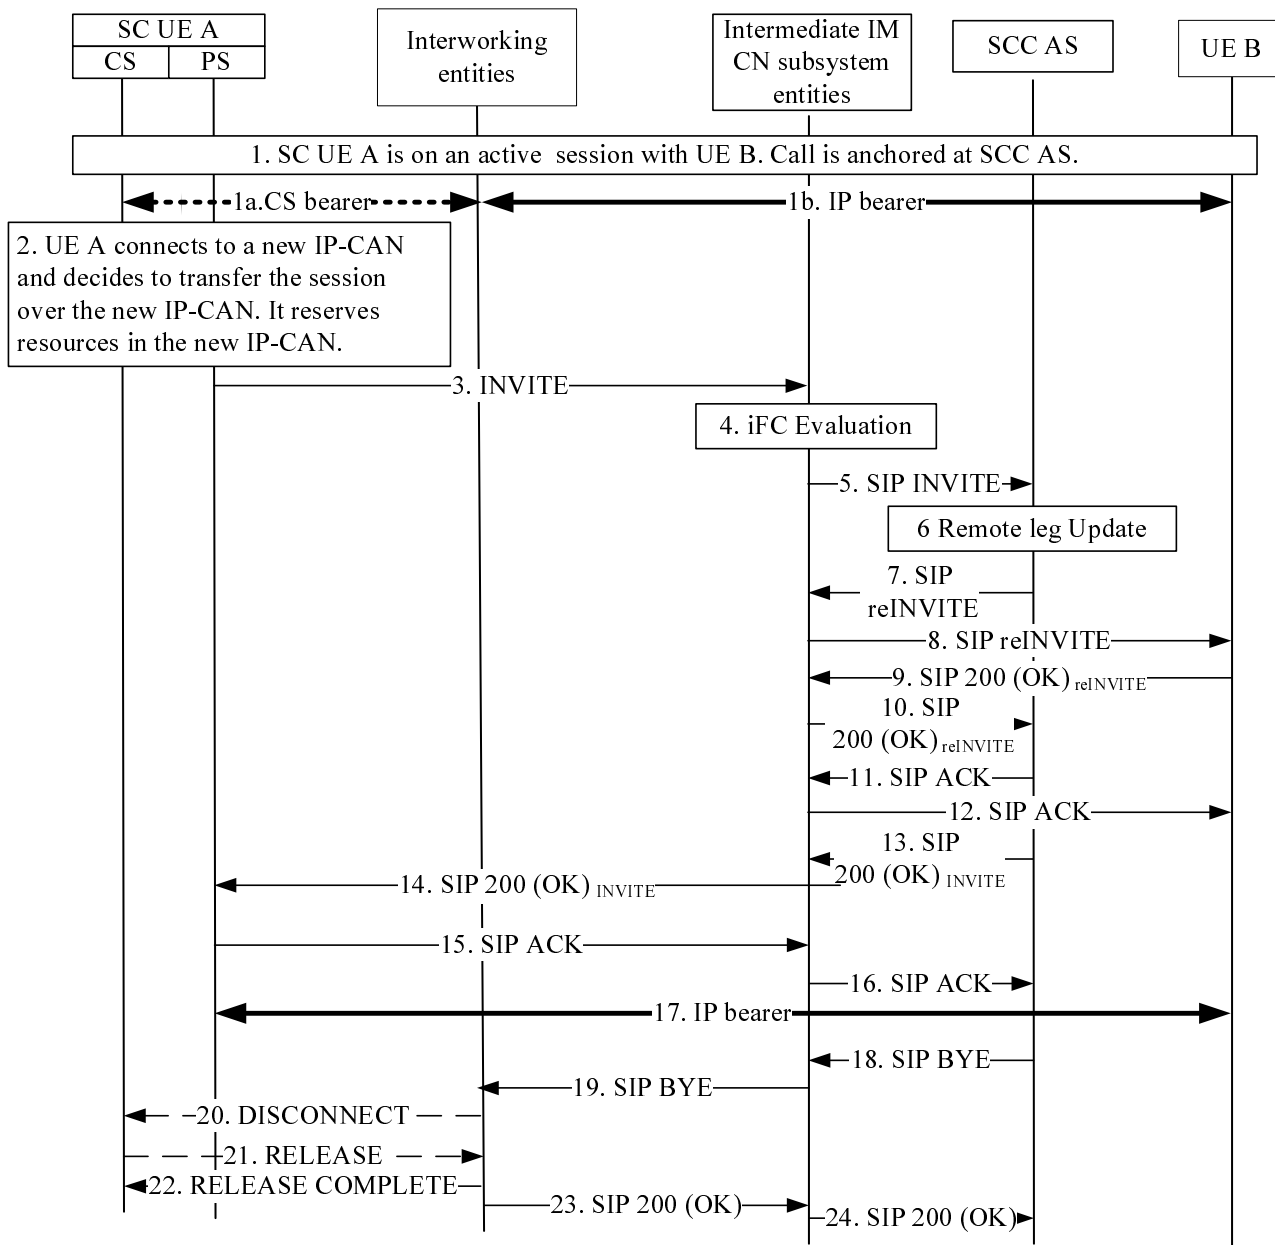 SC UE A
CS
PS
Interworking
entities
Intermediate IM
CN subsystem
entities
SCC AS
UE B
1. SC UE A is on an active session with UE B. Call is anchored at SCC AS.
1a.CS bearer
1b. IP bearer
2. UE A connects to a new IP-CAN
and decides to transfer the session
over the new IP-CAN. It reserves
resources in the new IP-CAN.
3. INVITE
4. iFC Evaluation
5. SIP INVITE
6 Remote leg Update
7. SIP
reINVITE
8. SIP reINVITE
9. SIP 200 (OK) reINVITE
10. SIP
200 (OK) reINVITE
11. SIP ACK
12. SIP ACK
13. SIP
200 (OK) INVITE
14. SIP 200 (OK) INVITE
15. SIP ACK
16. SIP ACK
17. IP bearer
18. SIP BYE
19. SIP BYE
20. DISCONNECT
21. RELEASE
22. RELEASE COMPLETE
23. SIP 200 (OK)
24. SIP 200 (OK)